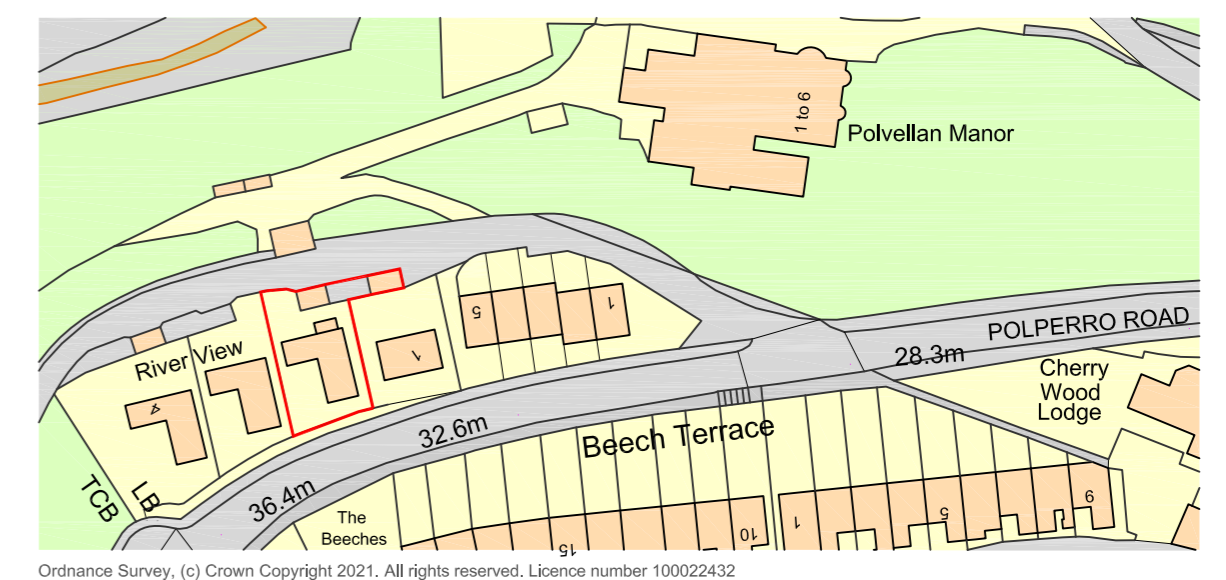 1 to 6
Polvellan Manor
POLPERRO ROAD
28.3m
Cherry
Wood
Lodge
River View
4
1
5
1
32.6m
Beech Terrace
36.4m
TCB
LB
The
Beeches
15
10
1
5
9
Ordnance Survey, (c) Crown Copyright 2021. All rights reserved. Licence number 100022432